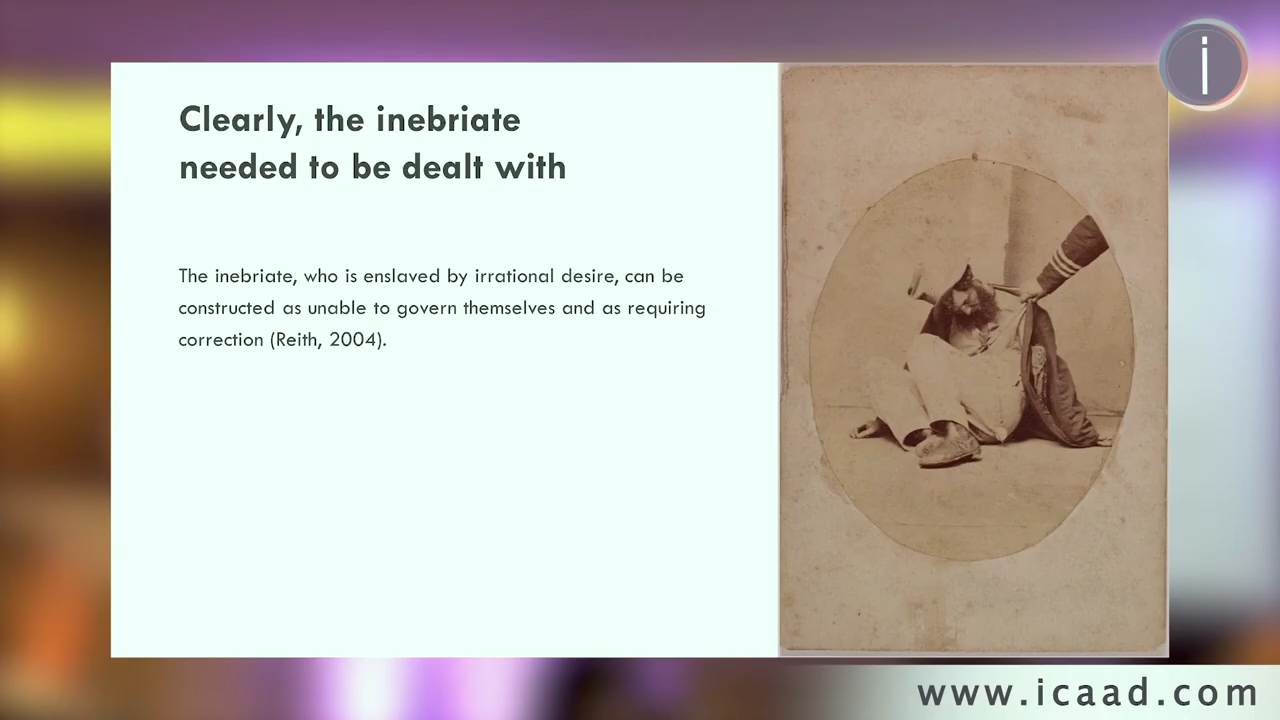 i
Clearly, the inebriate
needed to be dealt with
The inebriate, who is enslaved by irrational desire, can be
constructed as unable to govern themselves and as requiring
correction (Reith, 2004).
www.icaad.com